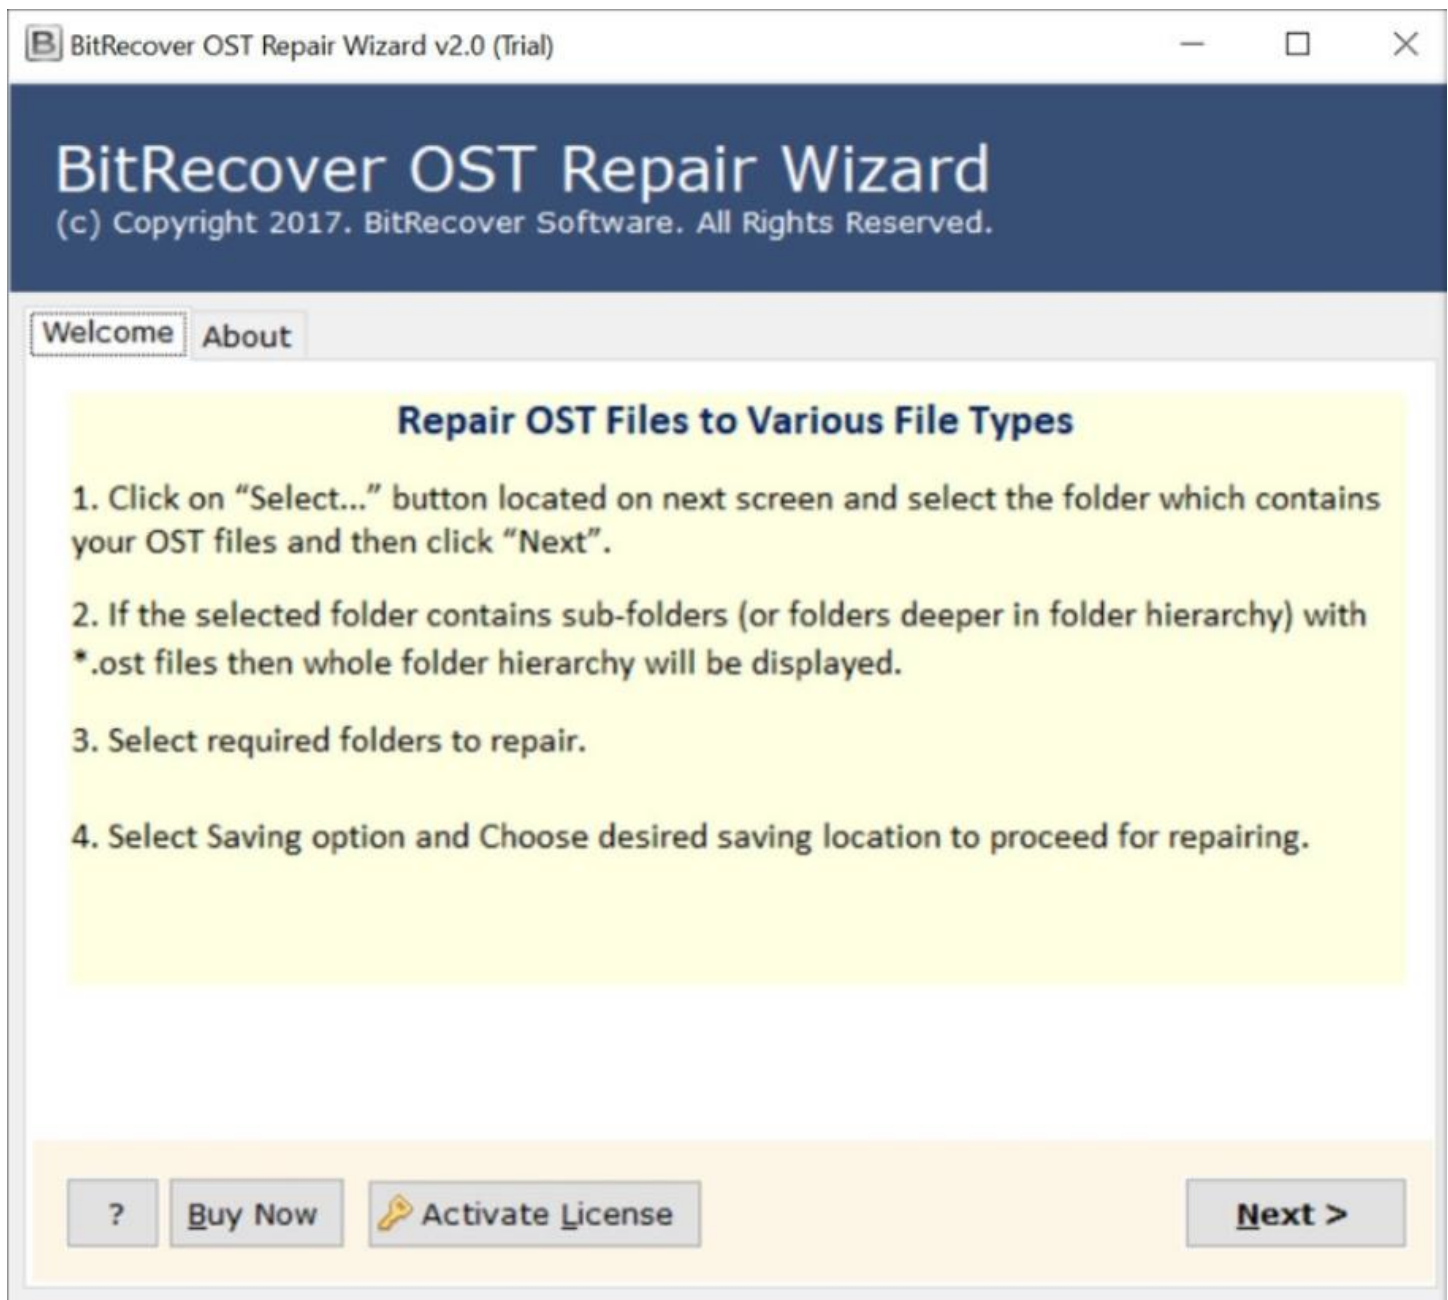 BitRecover OST Repair Wizard v2.0 (Trial)
BitRecover OST Repair Wizard
(c) Copyright 2017. BitRecover Software. All Rights Reserved.
Welcome About
Repair OST Files to Various File Types
1. Click on “Select...” button located on next screen and select the folder which contains
your OST files and then click “Next”.
2. If the selected folder contains sub-folders (or folders deeper in folder hierarchy) with
*.ost files then whole folder hierarchy will be displayed.
3. Select required folders to repair.
4. Select Saving option and Choose desired saving location to proceed for repairing.
? Buy Now Activate License Next >